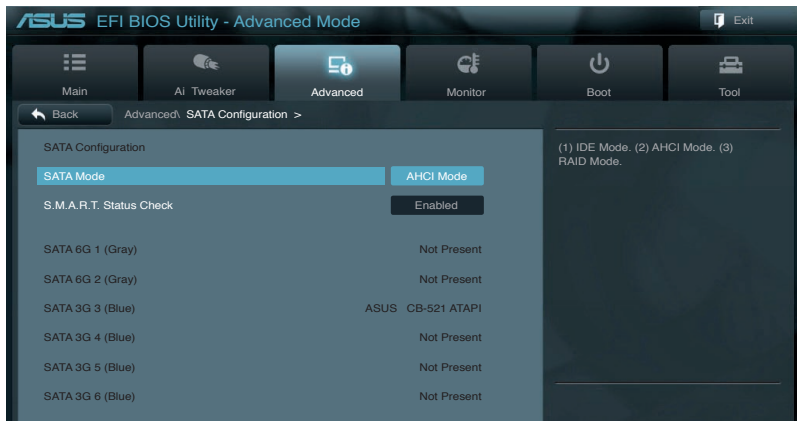 ASUS EFI BIOS Utility - Advanced Mode
Exit
Main Ai Tweaker Advanced Monitor Boot Tool
Back Advanced\ SATA Configuration >
SATA Configuration
SATA Mode AHCI Mode
S.M.A.R.T. Status Check Enabled
SATA 6G 1 (Gray) Not Present
SATA 6G 2 (Gray) Not Present
SATA 3G 3 (Blue) ASUS CB-521 ATAPI
SATA 3G 4 (Blue) Not Present
SATA 3G 5 (Blue) Not Present
SATA 3G 6 (Blue) Not Present
(1) IDE Mode. (2) AHCI Mode. (3)
RAID Mode.